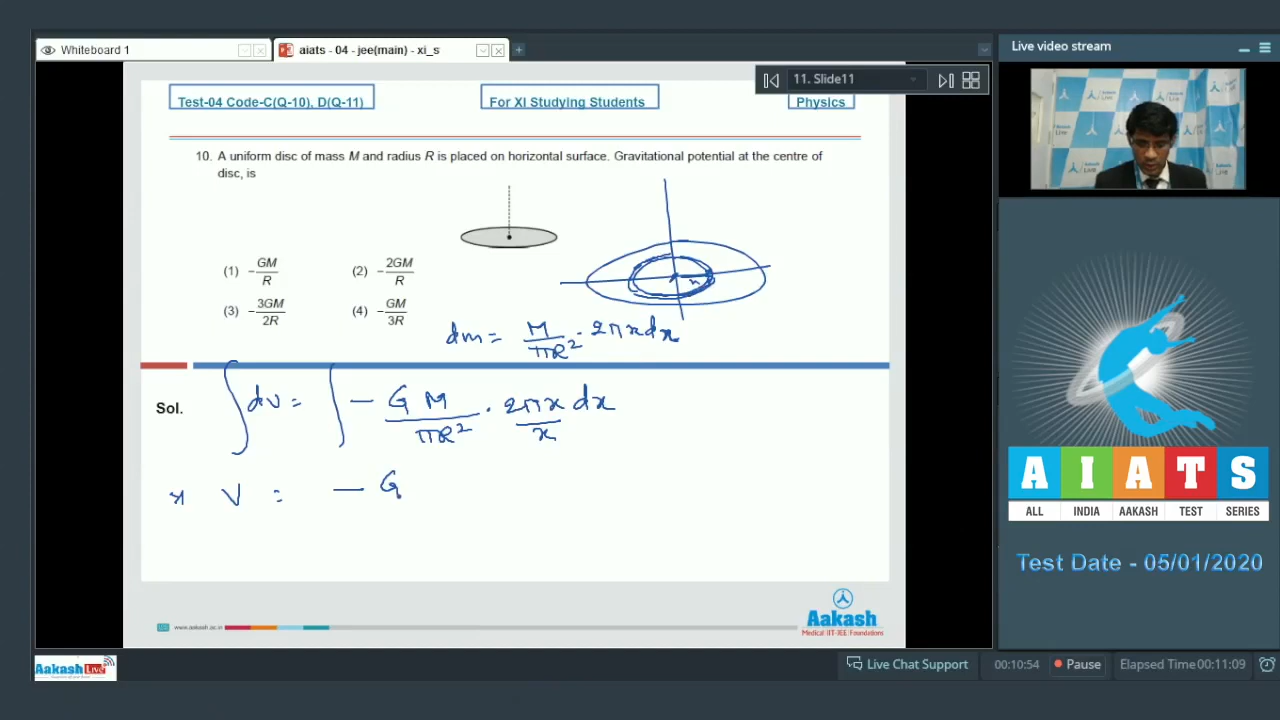 Whiteboard 1
aiats - 04 - jee(main) - xi_s
Live video stream
11. Slide11
Test-04 Code-C(Q-10), D(Q-11)
For XI Studying Students
Physics
10. A uniform disc of mass M and radius R is placed on horizontal surface. Gravitational potential at the centre of
disc, is
x
(1) -GM/R
(2) -2GM/R
(3) -3GM/2R
(4) -GM/3R
dm = M/πR² · 2πx dx
Sol.
∫dv = ∫ - GM/πR² · 2πx/x dx
V = - G
www.aakash.ac.in
Aakash
Medical|IIT-JEE|Foundations
AIATS
ALL INDIA AAKASH TEST SERIES
Test Date - 05/01/2020
Aakash Live
Live Chat Support
00:10:54
Pause
Elapsed Time 00:11:09